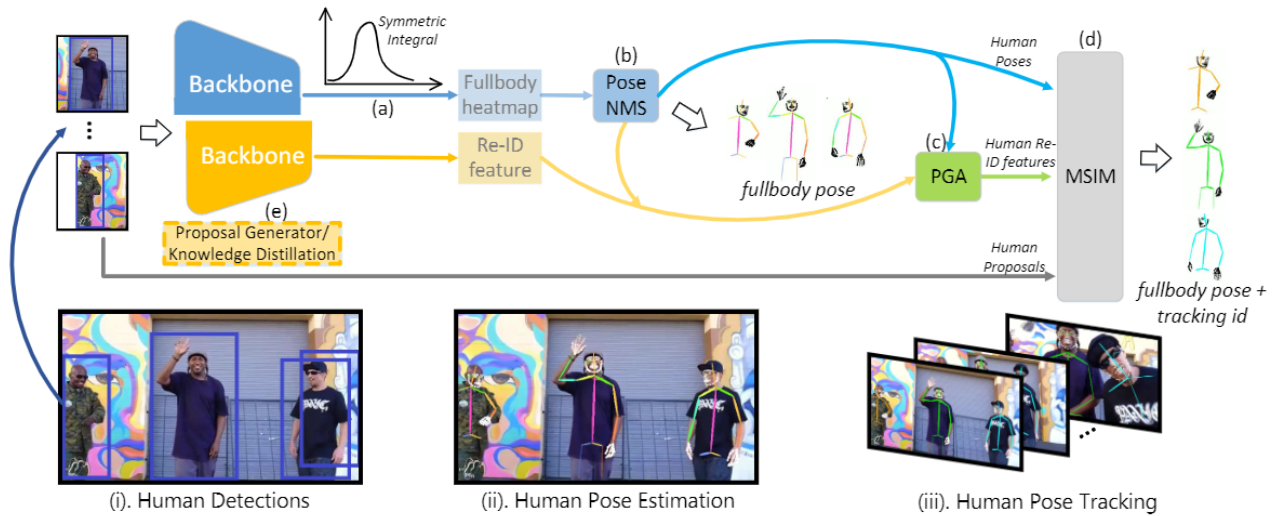 Symmetric
Integral
(a)
Backbone
Backbone
(e)
Proposal Generator/
Knowledge Distillation
Fullbody
heatmap
Re-ID
feature
(b)
Pose
NMS
fullbody pose
(c)
PGA
Human
Poses
Human Re-
ID features
Human
Proposals
(d)
MSIM
fullbody pose +
tracking id
(i). Human Detections
(ii). Human Pose Estimation
(iii). Human Pose Tracking